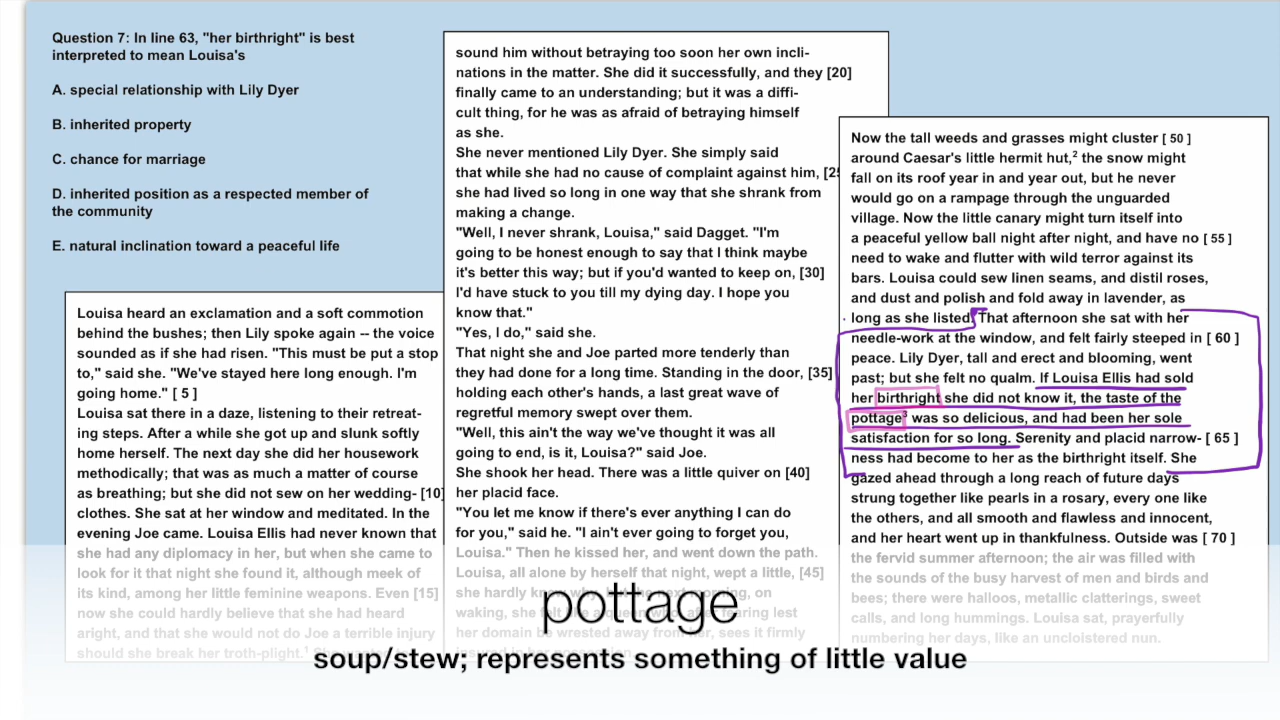 Question 7: In line 63, "her birthright" is best
interpreted to mean Louisa's
A. special relationship with Lily Dyer
B. inherited property
C. chance for marriage
D. inherited position as a respected member of
the community
E. natural inclination toward a peaceful life
Louisa heard an exclamation and a soft commotion
behind the bushes; then Lily spoke again -- the voice
sounded as if she had risen. "This must be put a stop
to," said she. "We've stayed here long enough. I'm
going home." [ 5 ]
Louisa sat there in a daze, listening to their retreat-
ing steps. After a while she got up and slunk softly
home herself. The next day she did her housework
methodically; that was as much a matter of course
as breathing; but she did not sew on her wedding- [10]
clothes. She sat at her window and meditated. In the
evening Joe came. Louisa Ellis had never known that
she had any diplomacy in her, but when she came to
look for it that night she found it, although meek of
its kind, among her little feminine weapons. Even [15]
now she could hardly believe that she had heard
aright, and that she would not do Joe a terrible injury
should she break her troth-plight.1
sound him without betraying too soon her own incli-
nations in the matter. She did it successfully, and they [20]
finally came to an understanding; but it was a diffi-
cult thing, for he was as afraid of betraying himself
as she.
She never mentioned Lily Dyer. She simply said
that while she had no cause of complaint against him, [25
she had lived so long in one way that she shrank from
making a change.
"Well, I never shrank, Louisa," said Dagget. "I'm
going to be honest enough to say that I think maybe
it's better this way; but if you'd wanted to keep on, [30]
I'd have stuck to you till my dying day. I hope you
know that."
"Yes, I do," said she.
That night she and Joe parted more tenderly than
they had done for a long time. Standing in the door, [35]
holding each other's hands, a last great wave of
regretful memory swept over them.
"Well, this ain't the way we've thought it was all
going to end, is it, Louisa?" said Joe.
She shook her head. There was a little quiver on [40]
her placid face.
"You let me know if there's ever anything I can do
for you," said he. "I ain't ever going to forget you,
Louisa." Then he kissed her, and went down the path.
Louisa, all alone by herself that night, wept a little, [45]
she hardly on
waking, she fearing lest
her domain be wrested away from her, sees it firmly
Now the tall weeds and grasses might cluster [ 50 ]
around Caesar's little hermit hut,2 the snow might
fall on its roof year in and year out, but he never
would go on a rampage through the unguarded
village. Now the little canary might turn itself into
a peaceful yellow ball night after night, and have no [ 55 ]
need to wake and flutter with wild terror against its
bars. Louisa could sew linen seams, and distil roses,
and dust and polish and fold away in lavender, as
long as she listed. That afternoon she sat with her
needle-work at the window, and felt fairly steeped in [ 60 ]
peace. Lily Dyer, tall and erect and blooming, went
past; but she felt no qualm. If Louisa Ellis had sold
her birthright she did not know it, the taste of the
pottage3 was so delicious, and had been her sole
satisfaction for so long. Serenity and placid narrow- [ 65 ]
ness had become to her as the birthright itself. She
gazed ahead through a long reach of future days
strung together like pearls in a rosary, every one like
the others, and all smooth and flawless and innocent,
and her heart went up in thankfulness. Outside was [ 70 ]
the fervid summer afternoon; the air was filled with
the sounds of the busy harvest of men and birds and
bees; there were halloos, metallic clatterings, sweet
calls, and long hummings. Louisa sat, prayerfully
numbering her days, like an uncloistered nun.
pottage
soup/stew; represents something of little value